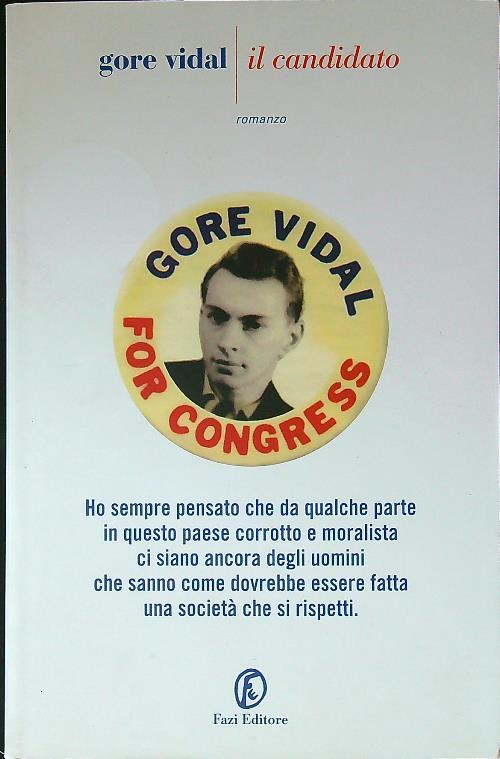 gore vidal il candidato
romanzo
GORE VIDAL
FOR CONGRESS
Ho sempre pensato che da qualche parte
in questo paese corrotto e moralista
ci siano ancora degli uomini
che sanno come dovrebbe essere fatta
una società che si rispetti.
Fe
Fazi Editore